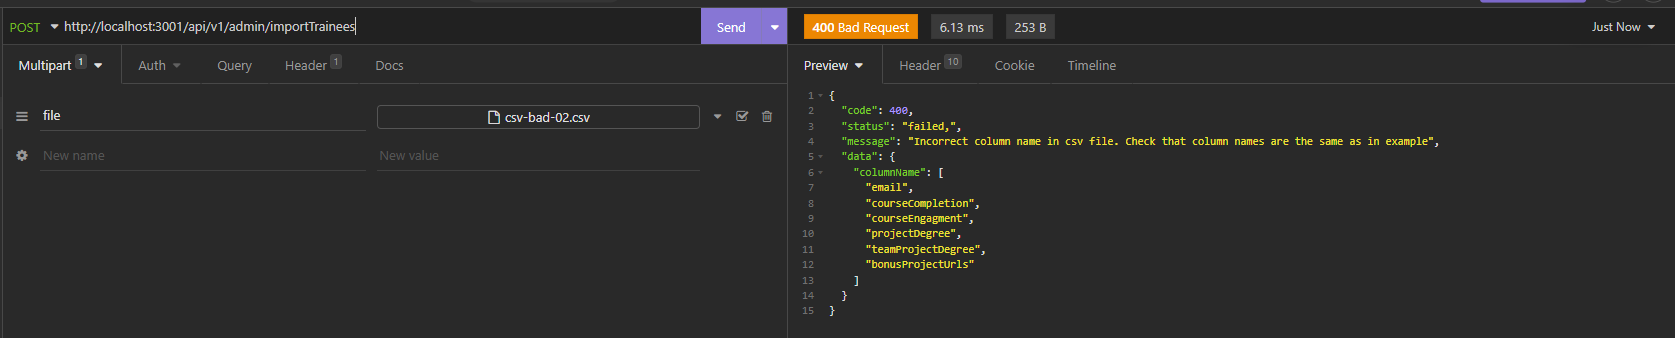 POST http://localhost:3001/api/v1/admin/importTrainees Send
400 Bad Request 6.13 ms 253 B Just Now
Multipart 1 Auth Query Header 1 Docs
Preview Header 10 Cookie Timeline
file csv-bad-02.csv
New name New value
1 {
2 "code": 400,
3 "status": "failed,",
4 "message": "Incorrect column name in csv file. Check that column names are the same as in example",
5 "data": {
6 "columnName": [
7 "email",
8 "courseCompletion",
9 "courseEngagment",
10 "projectDegree",
11 "teamProjectDegree",
12 "bonusProjectUrls"
13 ]
14 }
15 }